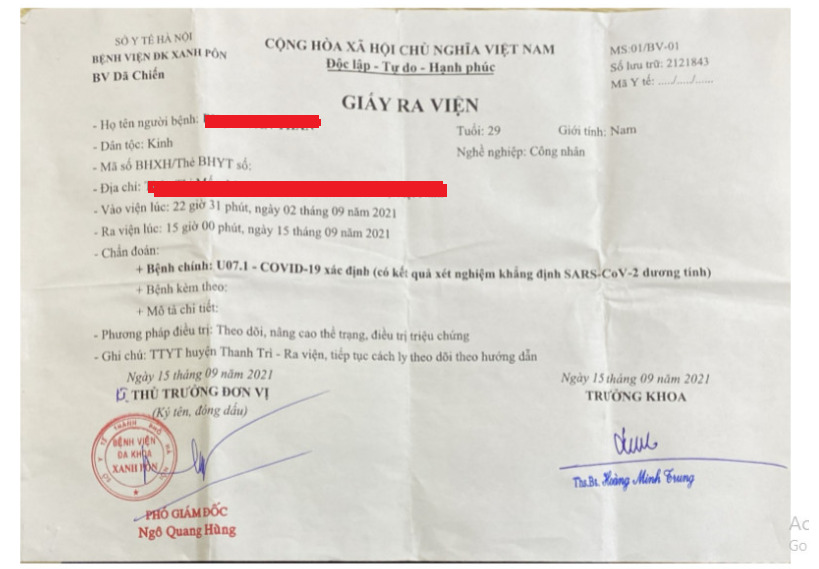 SỞ Y TẾ HÀ NỘI
BỆNH VIỆN ĐK XANH PÔN
BV Dã Chiến
CỘNG HÒA XÃ HỘI CHỦ NGHĨA VIỆT NAM
Độc lập - Tự do - Hạnh phúc
MS:01/BV-01
Số lưu trữ: 2121843
Mã Y tế: ..../..../......
GIẤY RA VIỆN
- Họ tên người bệnh:
Tuổi: 29 Giới tính: Nam
- Dân tộc: Kinh
Nghề nghiệp: Công nhân
- Mã số BHXH/Thẻ BHYT số:
- Địa chỉ:
- Vào viện lúc: 22 giờ 31 phút, ngày 02 tháng 09 năm 2021
- Ra viện lúc: 15 giờ 00 phút, ngày 15 tháng 09 năm 2021
- Chẩn đoán:
+ Bệnh chính: U07.1 - COVID-19 xác định (có kết quả xét nghiệm khẳng định SARS-CoV-2 dương tính)
+ Bệnh kèm theo:
+ Mô tả chi tiết:
- Phương pháp điều trị: Theo dõi, nâng cao thể trạng, điều trị triệu chứng
- Ghi chú: TTYT huyện Thanh Trì - Ra viện, tiếp tục cách ly theo dõi theo hướng dẫn
Ngày 15 tháng 09 năm 2021
THỦ TRƯỞNG ĐƠN VỊ
(Ký tên, đóng dấu)
BỆNH VIỆN
ĐA KHOA
XANH PÔN
PHÓ GIÁM ĐỐC
Ngô Quang Hùng
Ngày 15 tháng 09 năm 2021
TRƯỞNG KHOA
Ths.Bs. Hoàng Minh Trung
Go